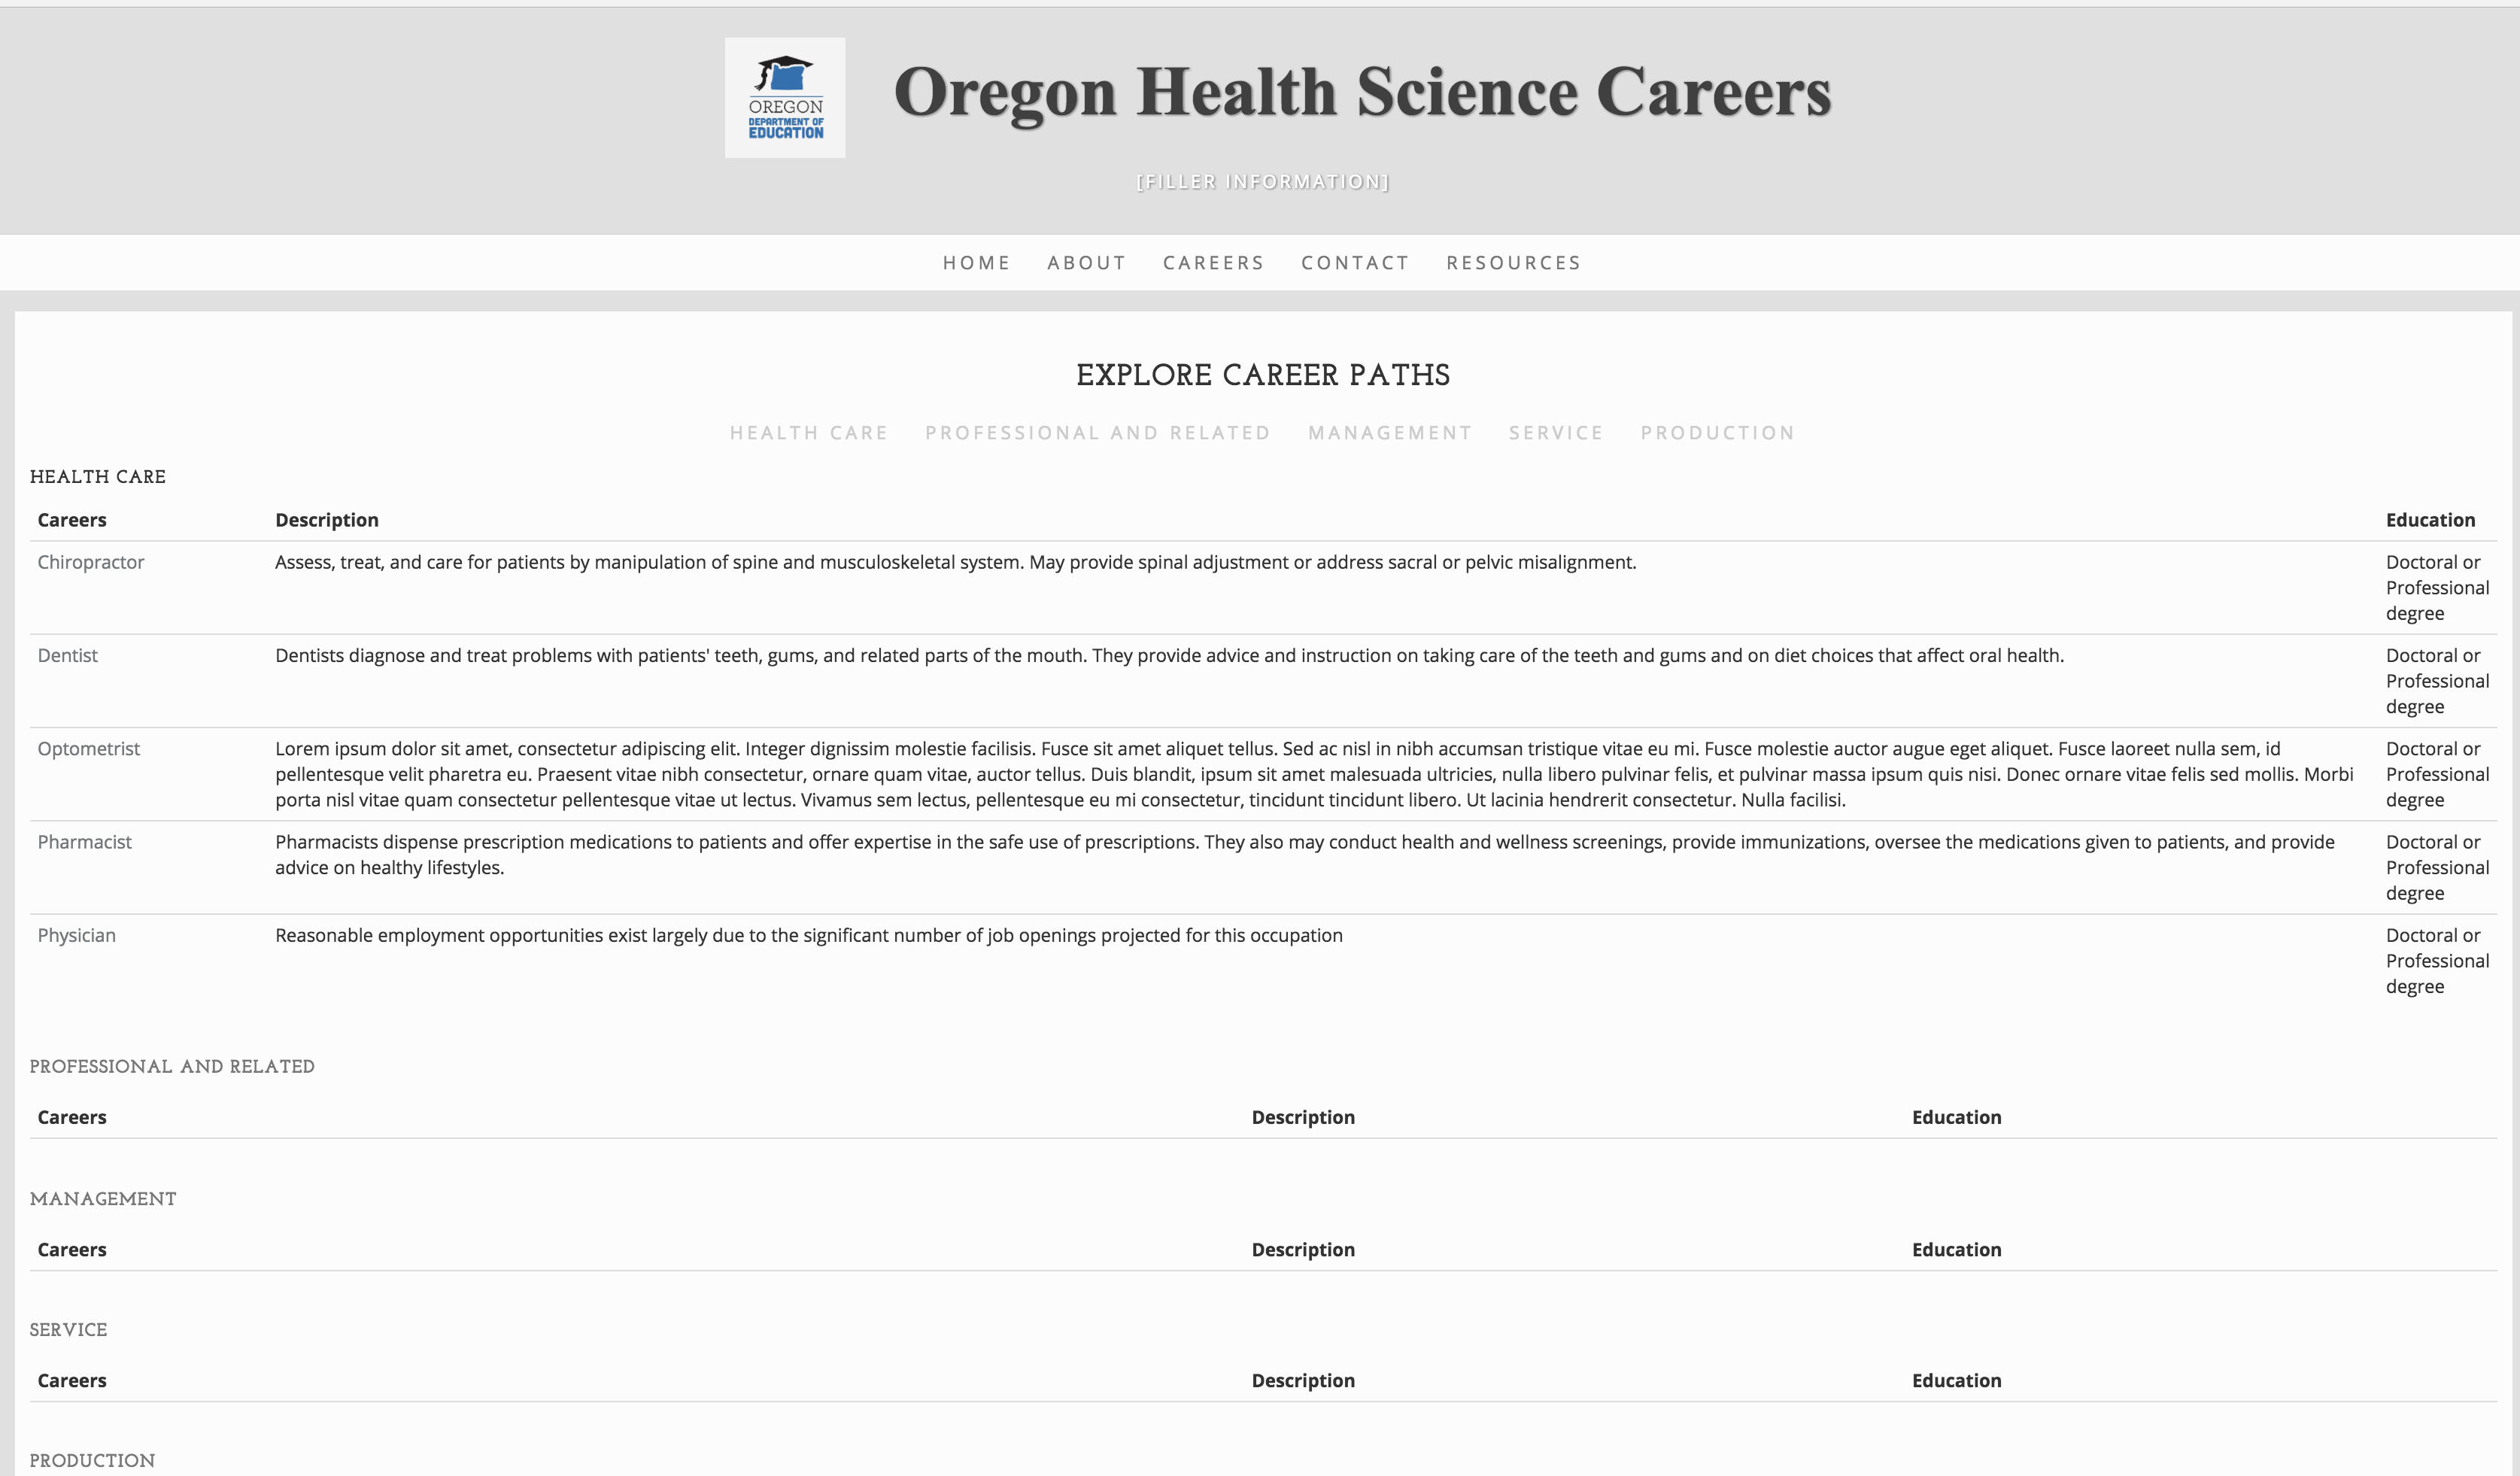 OREGON
DEPARTMENT OF
EDUCATION
Oregon Health Science Careers
[FILLER INFORMATION]
HOME ABOUT CAREERS CONTACT RESOURCES
EXPLORE CAREER PATHS
HEALTH CARE PROFESSIONAL AND RELATED MANAGEMENT SERVICE PRODUCTION
HEALTH CARE
Careers Description Education
Chiropractor Assess, treat, and care for patients by manipulation of spine and musculoskeletal system. May provide spinal adjustment or address sacral or pelvic misalignment. Doctoral or
Professional
degree
Dentist Dentists diagnose and treat problems with patients' teeth, gums, and related parts of the mouth. They provide advice and instruction on taking care of the teeth and gums and on diet choices that affect oral health. Doctoral or
Professional
degree
Optometrist Lorem ipsum dolor sit amet, consectetur adipiscing elit. Integer dignissim molestie facilisis. Fusce sit amet aliquet tellus. Sed ac nisl in nibh accumsan tristique vitae eu mi. Fusce molestie auctor augue eget aliquet. Fusce laoreet nulla sem, id Doctoral or
pellentesque velit pharetra eu. Praesent vitae nibh consectetur, ornare quam vitae, auctor tellus. Duis blandit, ipsum sit amet malesuada ultricies, nulla libero pulvinar felis, et pulvinar massa ipsum quis nisi. Donec ornare vitae felis sed mollis. Morbi Professional
porta nisl vitae quam consectetur pellentesque vitae ut lectus. Vivamus sem lectus, pellentesque eu mi consectetur, tincidunt tincidunt libero. Ut lacinia hendrerit consectetur. Nulla facilisi. degree
Pharmacist Pharmacists dispense prescription medications to patients and offer expertise in the safe use of prescriptions. They also may conduct health and wellness screenings, provide immunizations, oversee the medications given to patients, and provide Doctoral or
advice on healthy lifestyles. Professional
degree
Physician Reasonable employment opportunities exist largely due to the significant number of job openings projected for this occupation Doctoral or
Professional
degree
PROFESSIONAL AND RELATED
Careers Description Education
MANAGEMENT
Careers Description Education
SERVICE
Careers Description Education
PRODUCTION